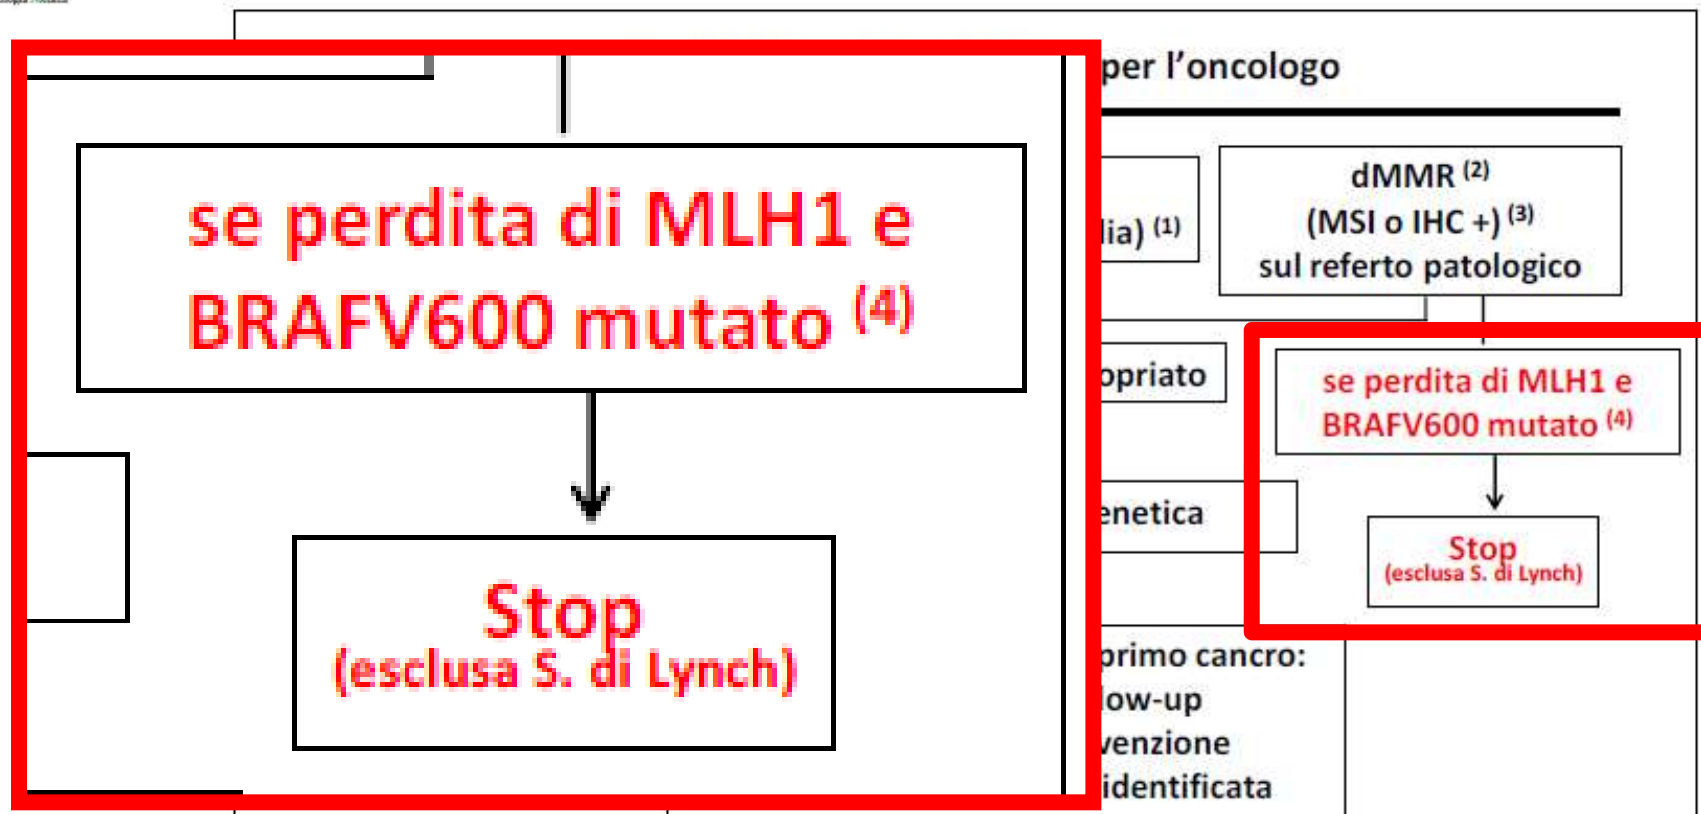 per l'oncologo
se perdita di MLH1 e
BRAFV600 mutato (4)
Stop
(esclusa S. di Lynch)
lia) (1)
dMMR (2)
(MSI o IHC +) (3)
sul referto patologico
opriato
se perdita di MLH1 e
BRAFV600 mutato (4)
enetica
Stop
(esclusa S. di Lynch)
primo cancro:
low-up
venzione
identificata